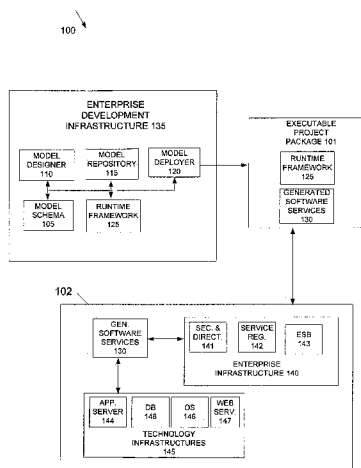 100
ENTERPRISE
DEVELOPMENT
INFRASTRUCTURE 135
MODEL
DESIGNER
110
MODEL
REPOSITORY
115
MODEL
DEPLOYER
120
MODEL
SCHEMA
105
RUNTIME
FRAMEWORK
125
EXECUTABLE
PROJECT
PACKAGE 101
RUNTIME
FRAMEWORK
125
GENERATED
SOFTWARE
SERVICES
130
102
GEN.
SOFTWARE
SERVICES
130
SEC. &
DIRECT.
141
SERVICE
REG.
142
ESB
143
ENTERPRISE
INFRASTRUCTURE 140
APP.
SERVER
144
DB
148
OS
146
WEB
SERV.
147
TECHNOLOGY
INFRASTRUCTURES
145